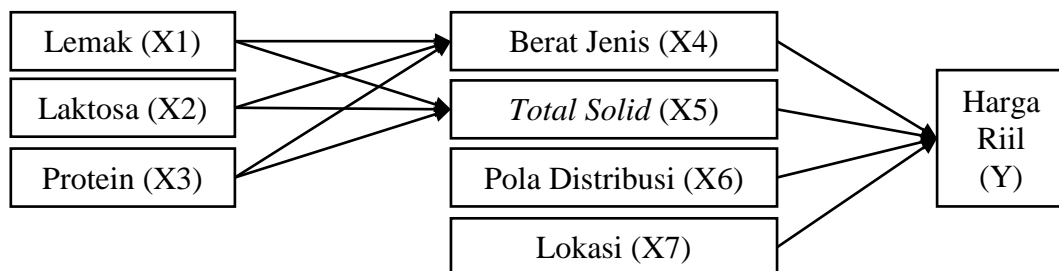 Lemak (X1)
Laktosa (X2)
Protein (X3)
Berat Jenis (X4)
Total Solid (X5)
Pola Distribusi (X6)
Lokasi (X7)
Harga
Riil
(Y)